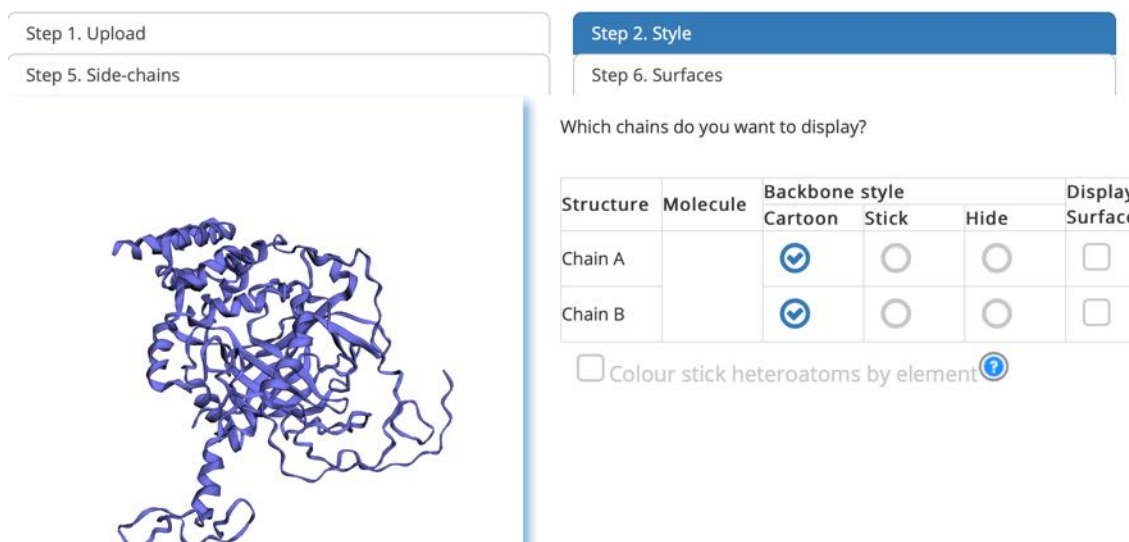 Step 1. Upload
Step 2. Style
Step 5. Side-chains
Step 6. Surfaces
Which chains do you want to display?
Structure Molecule Backbone style Display
Cartoon Stick Hide
Chain A
Chain B
Colour stick heteroatoms by element ?